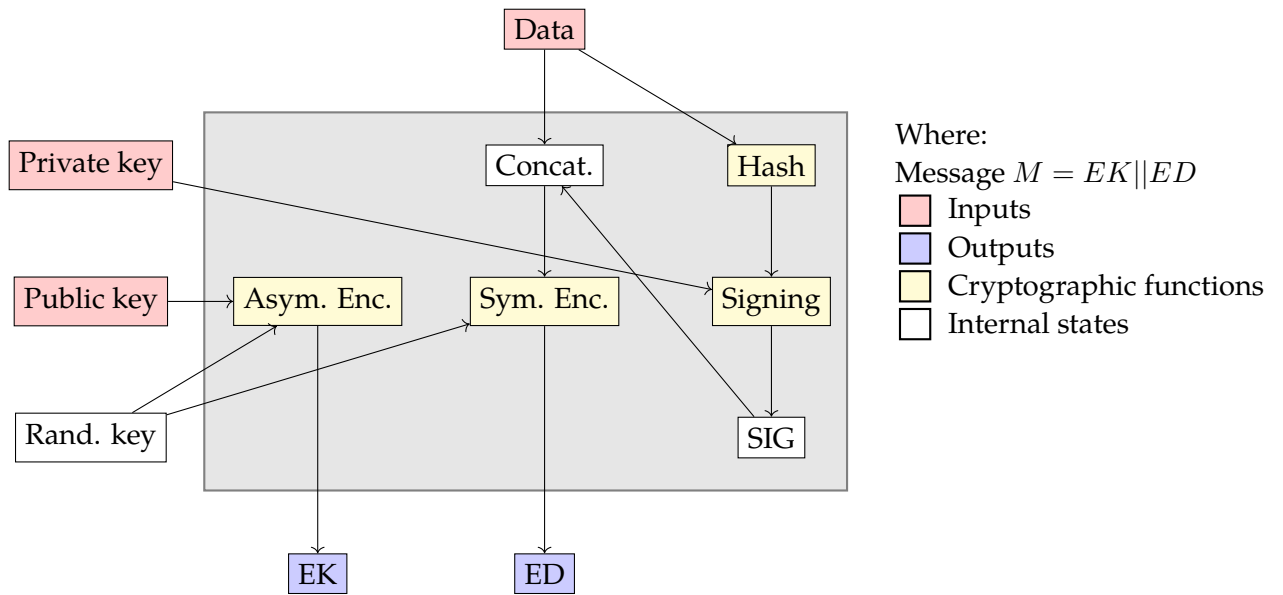 Data
Private key
Concat.
Hash
Where:
Message M = EK||ED
Inputs
Outputs
Cryptographic functions
Internal states
Public key
Asym. Enc.
Sym. Enc.
Signing
Rand. key
SIG
EK
ED